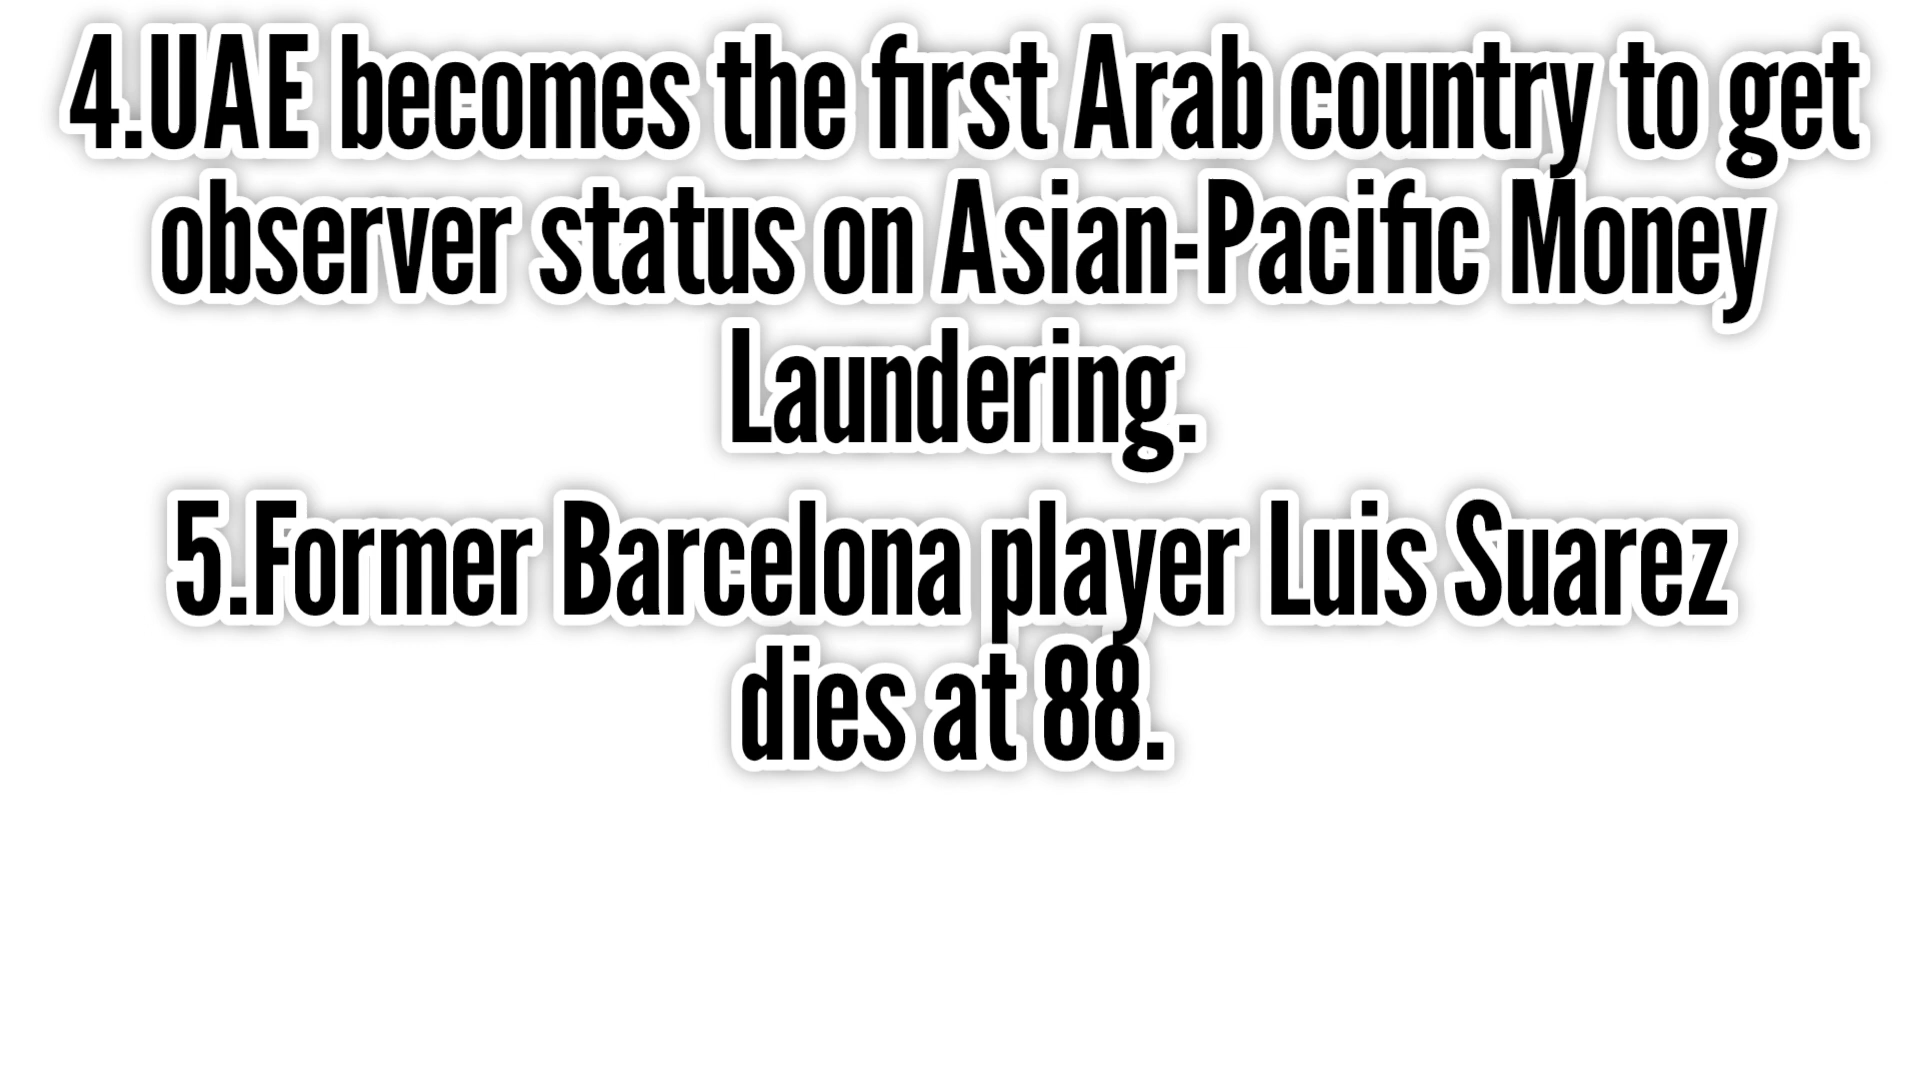 4.UAE becomes the first Arab country to get
observer status on Asian-Pacific Money
Laundering.
5.Former Barcelona player Luis Suarez
dies at 88.